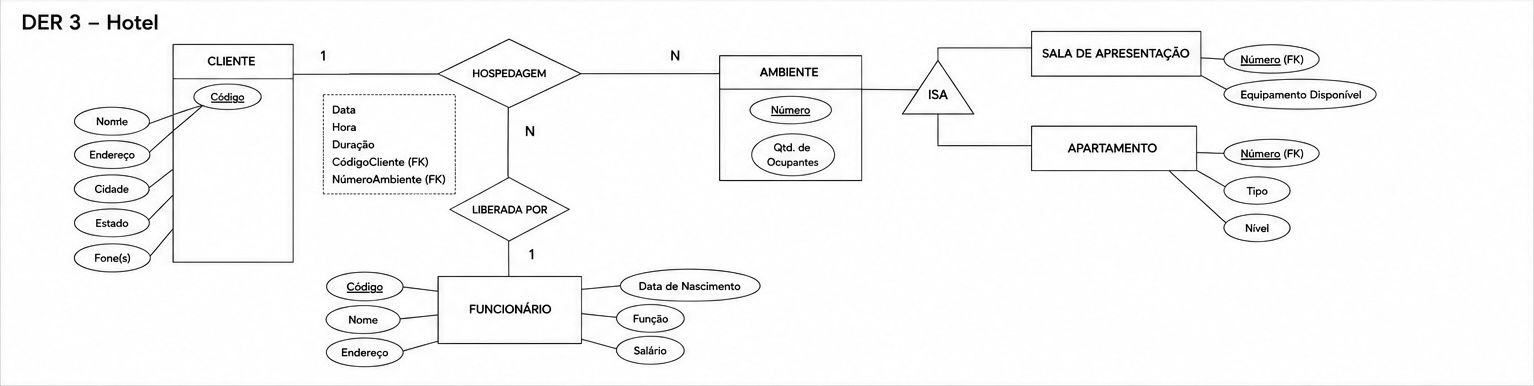 DER 3 – Hotel
CLIENTE
Código
Nome
Endereço
Cidade
Estado
Fone(s)
1
HOSPEDAGEM
N
Data
Hora
Duração
CódigoCliente (FK)
NúmeroAmbiente (FK)
N
LIBERADA POR
1
FUNCIONÁRIO
Código
Nome
Endereço
Data de Nascimento
Função
Salário
AMBIENTE
Número
Qtd. de
Ocupantes
ISA
SALA DE APRESENTAÇÃO
Número (FK)
Equipamento Disponível
APARTAMENTO
Número (FK)
Tipo
Nível